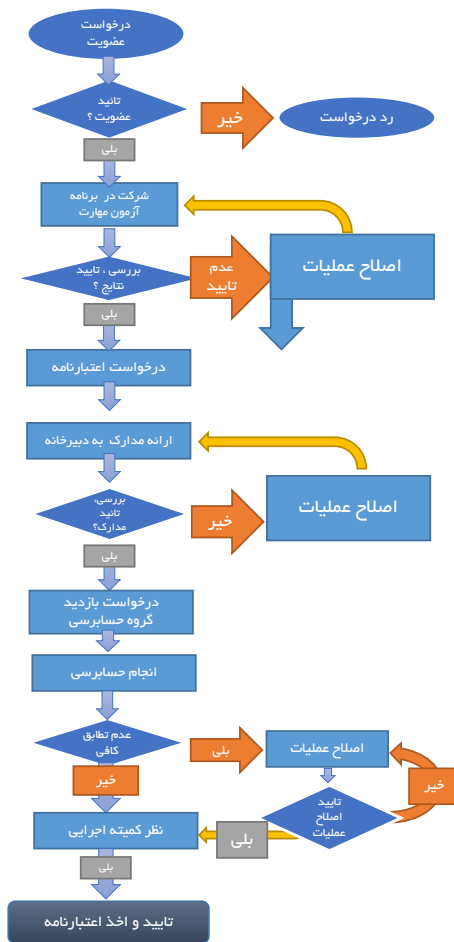 درخواست
عضویت
تائید
عضویت ؟
خیر
رد درخواست
بلی
شرکت در برنامه
آزمون مهارت
بررسی ، تایید
نتایج ؟
عدم
تایید
اصلاح عملیات
بلی
درخواست اعتبارنامه
ارائه مدارک به دبیرخانه
بررسی،
تائید
مدارک؟
خیر
اصلاح عملیات
بلی
درخواست بازدید
گروه حسابرسی
انجام حسابرسی
عدم تطابق
کافی
بلی
اصلاح عملیات
خیر
خیر
تایید
اصلاح
عملیات
بلی
نظر کمیته اجرایی
بلی
تایید و اخذ اعتبارنامه